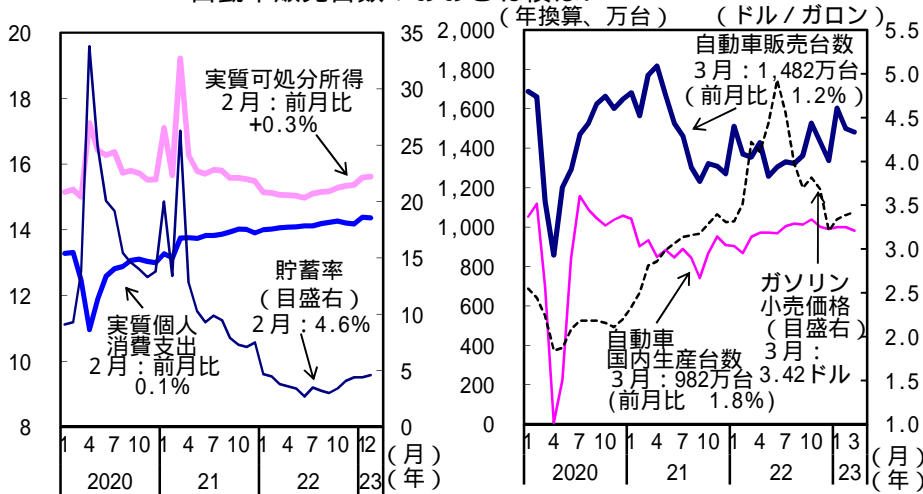 20
18
16
14
12
10
8
35
30
25
20
15
10
5
0
実質可処分所得
2月：前月比
+0.3%
貯蓄率
（目盛右）
2月：4.6%
実質個人
消費支出
2月：前月比
0.1%
1 4 7 10 1 4 7 10 1 4 7 10 12
2020 21 22 23
（月）
（年）
（年換算、万台）
（ドル/ガロン）
2,000
1,800
1,600
1,400
1,200
1,000
800
600
400
200
0
5.5
5.0
4.5
4.0
3.5
3.0
2.5
2.0
1.5
1.0
自動車販売台数
3月：1,482万台
（前月比 1.2%）
ガソリン
小売価格
（目盛右）
3月：
3.42ドル
自動車
国内生産台数
3月：982万台
(前月比 1.8%)
1 4 7 10 1 4 7 10 1 4 7 10 1 3
2020 21 22 23
（月）
（年）